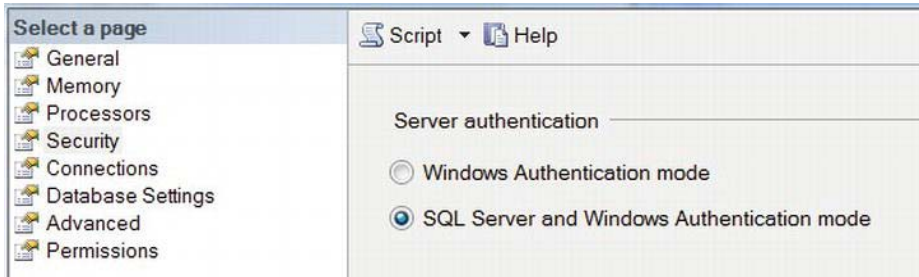 Select a page
General
Memory
Processors
Security
Connections
Database Settings
Advanced
Permissions
Script Help
Server authentication
Windows Authentication mode
SQL Server and Windows Authentication mode